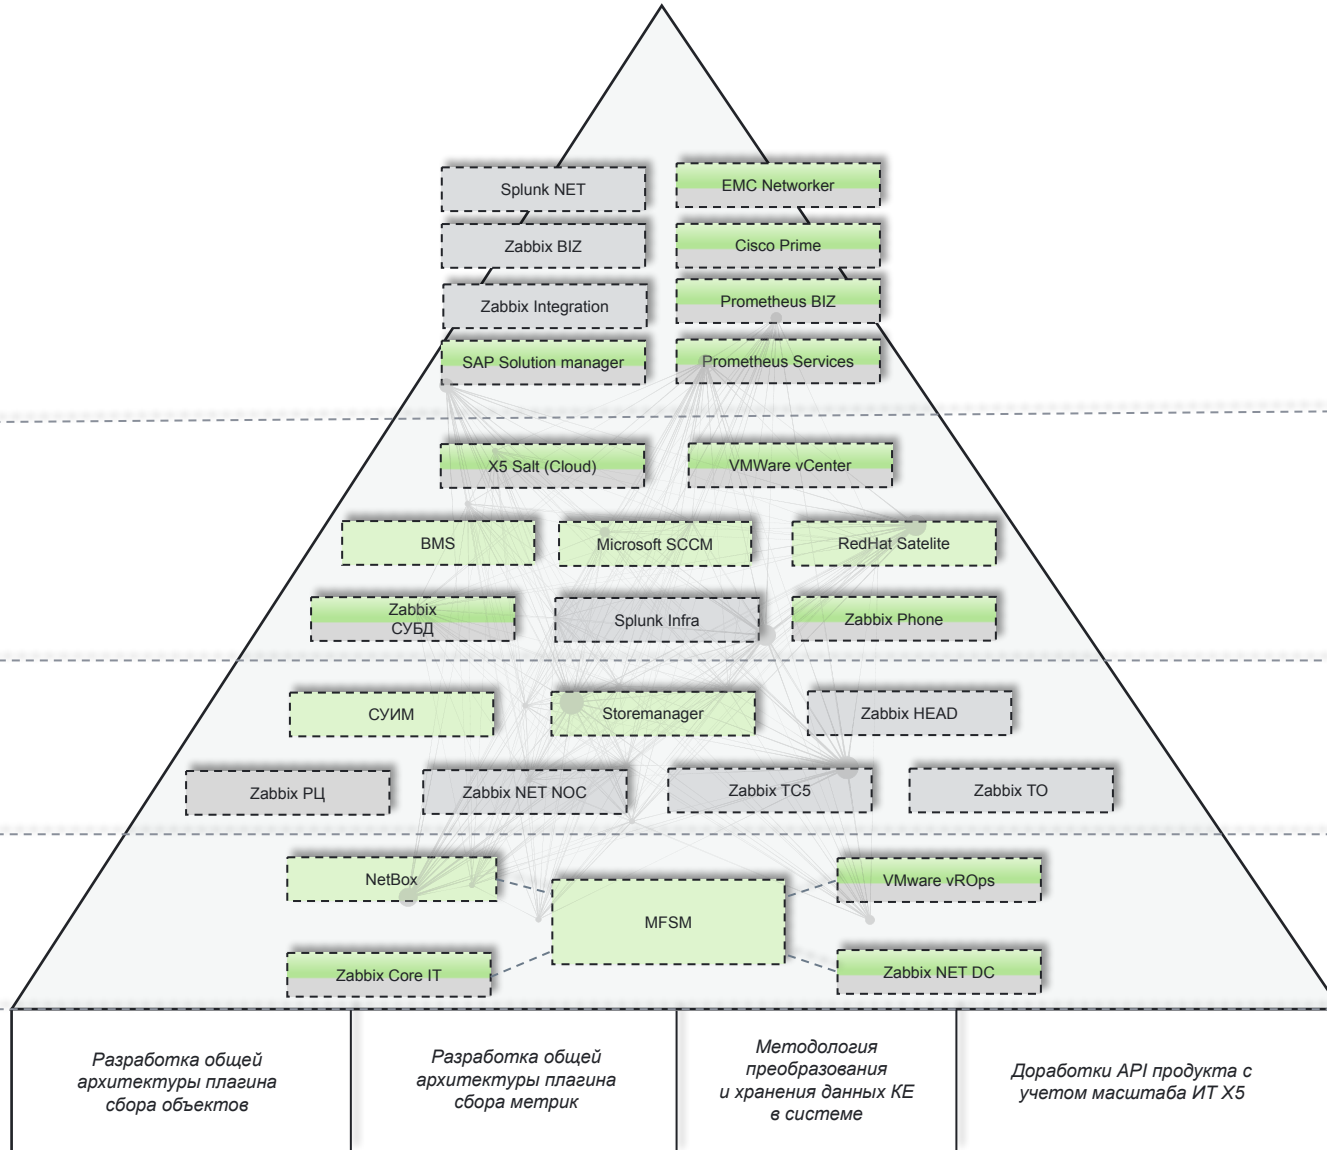 Splunk NET
EMC Networker
Zabbix BIZ
Cisco Prime
Zabbix Integration
Prometheus BIZ
SAP Solution manager
Prometheus Services
X5 Salt (Cloud)
VMWare vCenter
BMS
Microsoft SCCM
RedHat Satelite
Zabbix
СУБД
Splunk Infra
Zabbix Phone
СУИМ
Storemanager
Zabbix HEAD
Zabbix РЦ
Zabbix NET NOC
Zabbix TC5
Zabbix TO
NetBox
VMware vROps
MFSM
Zabbix Core IT
Zabbix NET DC
Разработка общей
архитектуры плагина
сбора объектов
Разработка общей
архитектуры плагина
сбора метрик
Методология
преобразования
и хранения данных КЕ
в системе
Доработки API продукта с
учетом масштаба ИТ X5